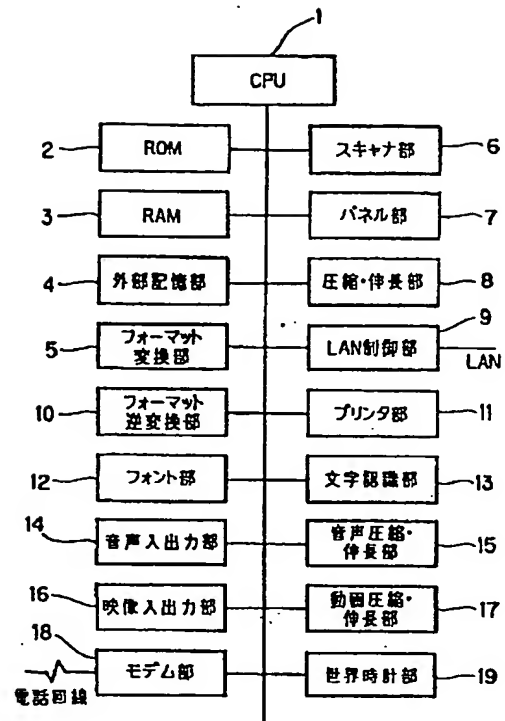 1
CPU
2
ROM
スキャナ部
6
3
RAM
パネル部
7
4
外部記憶部
圧縮・伸長部
8
5
フォーマット
変換部
LAN制御部
9
LAN
10
フォーマット
逆変換部
プリンタ部
11
12
フォント部
文字認識部
13
14
音声入出力部
音声圧縮・
伸長部
15
16
映像入出力部
動画圧縮・
伸長部
17
18
モデム部
世界時計部
19
電話回線